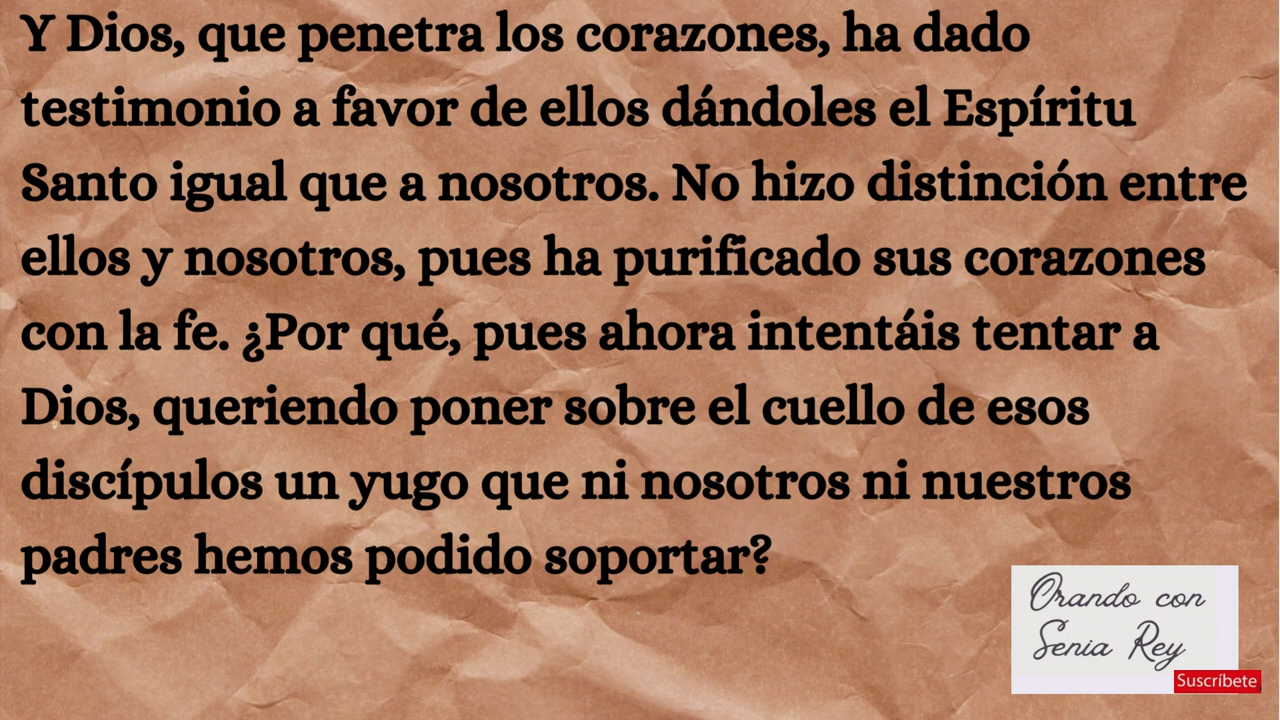 Y Dios, que penetra los corazones, ha dado
testimonio a favor de ellos dándoles el Espíritu
Santo igual que a nosotros. No hizo distinción entre
ellos y nosotros, pues ha purificado sus corazones
con la fe. ¿Por qué, pues ahora intentáis tentar a
Dios, queriendo poner sobre el cuello de esos
discípulos un yugo que ni nosotros ni nuestros
padres hemos podido soportar?
Orando con
Senia Rey
Suscríbete